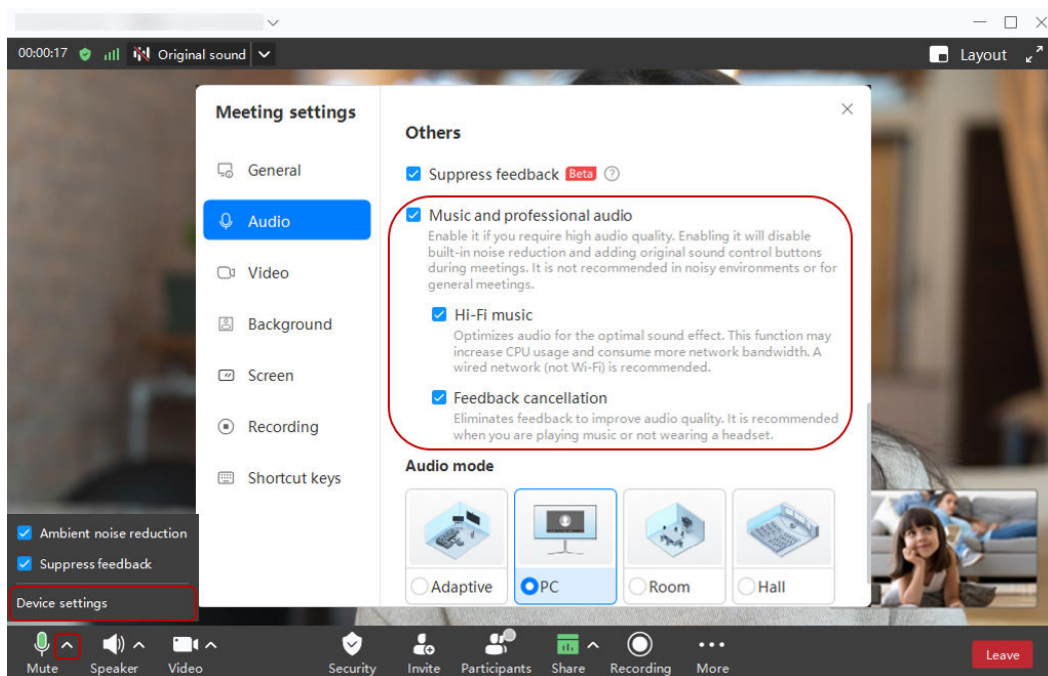 00:00:17 Original sound
Layout
Meeting settings
General
Audio
Video
Background
Screen
Recording
Shortcut keys
Others
Suppress feedback Beta ?
Music and professional audio
Enable it if you require high audio quality. Enabling it will disable
built-in noise reduction and adding original sound control buttons
during meetings. It is not recommended in noisy environments or for
general meetings.
Hi-Fi music
Optimizes audio for the optimal sound effect. This function may
increase CPU usage and consume more network bandwidth. A
wired network (not Wi-Fi) is recommended.
Feedback cancellation
Eliminates feedback to improve audio quality. It is recommended
when you are playing music or not wearing a headset.
Audio mode
Adaptive
PC
Room
Hall
Ambient noise reduction
Suppress feedback
Device settings
Mute
Speaker
Video
Security
Invite
Participants
Share
Recording
More
Leave